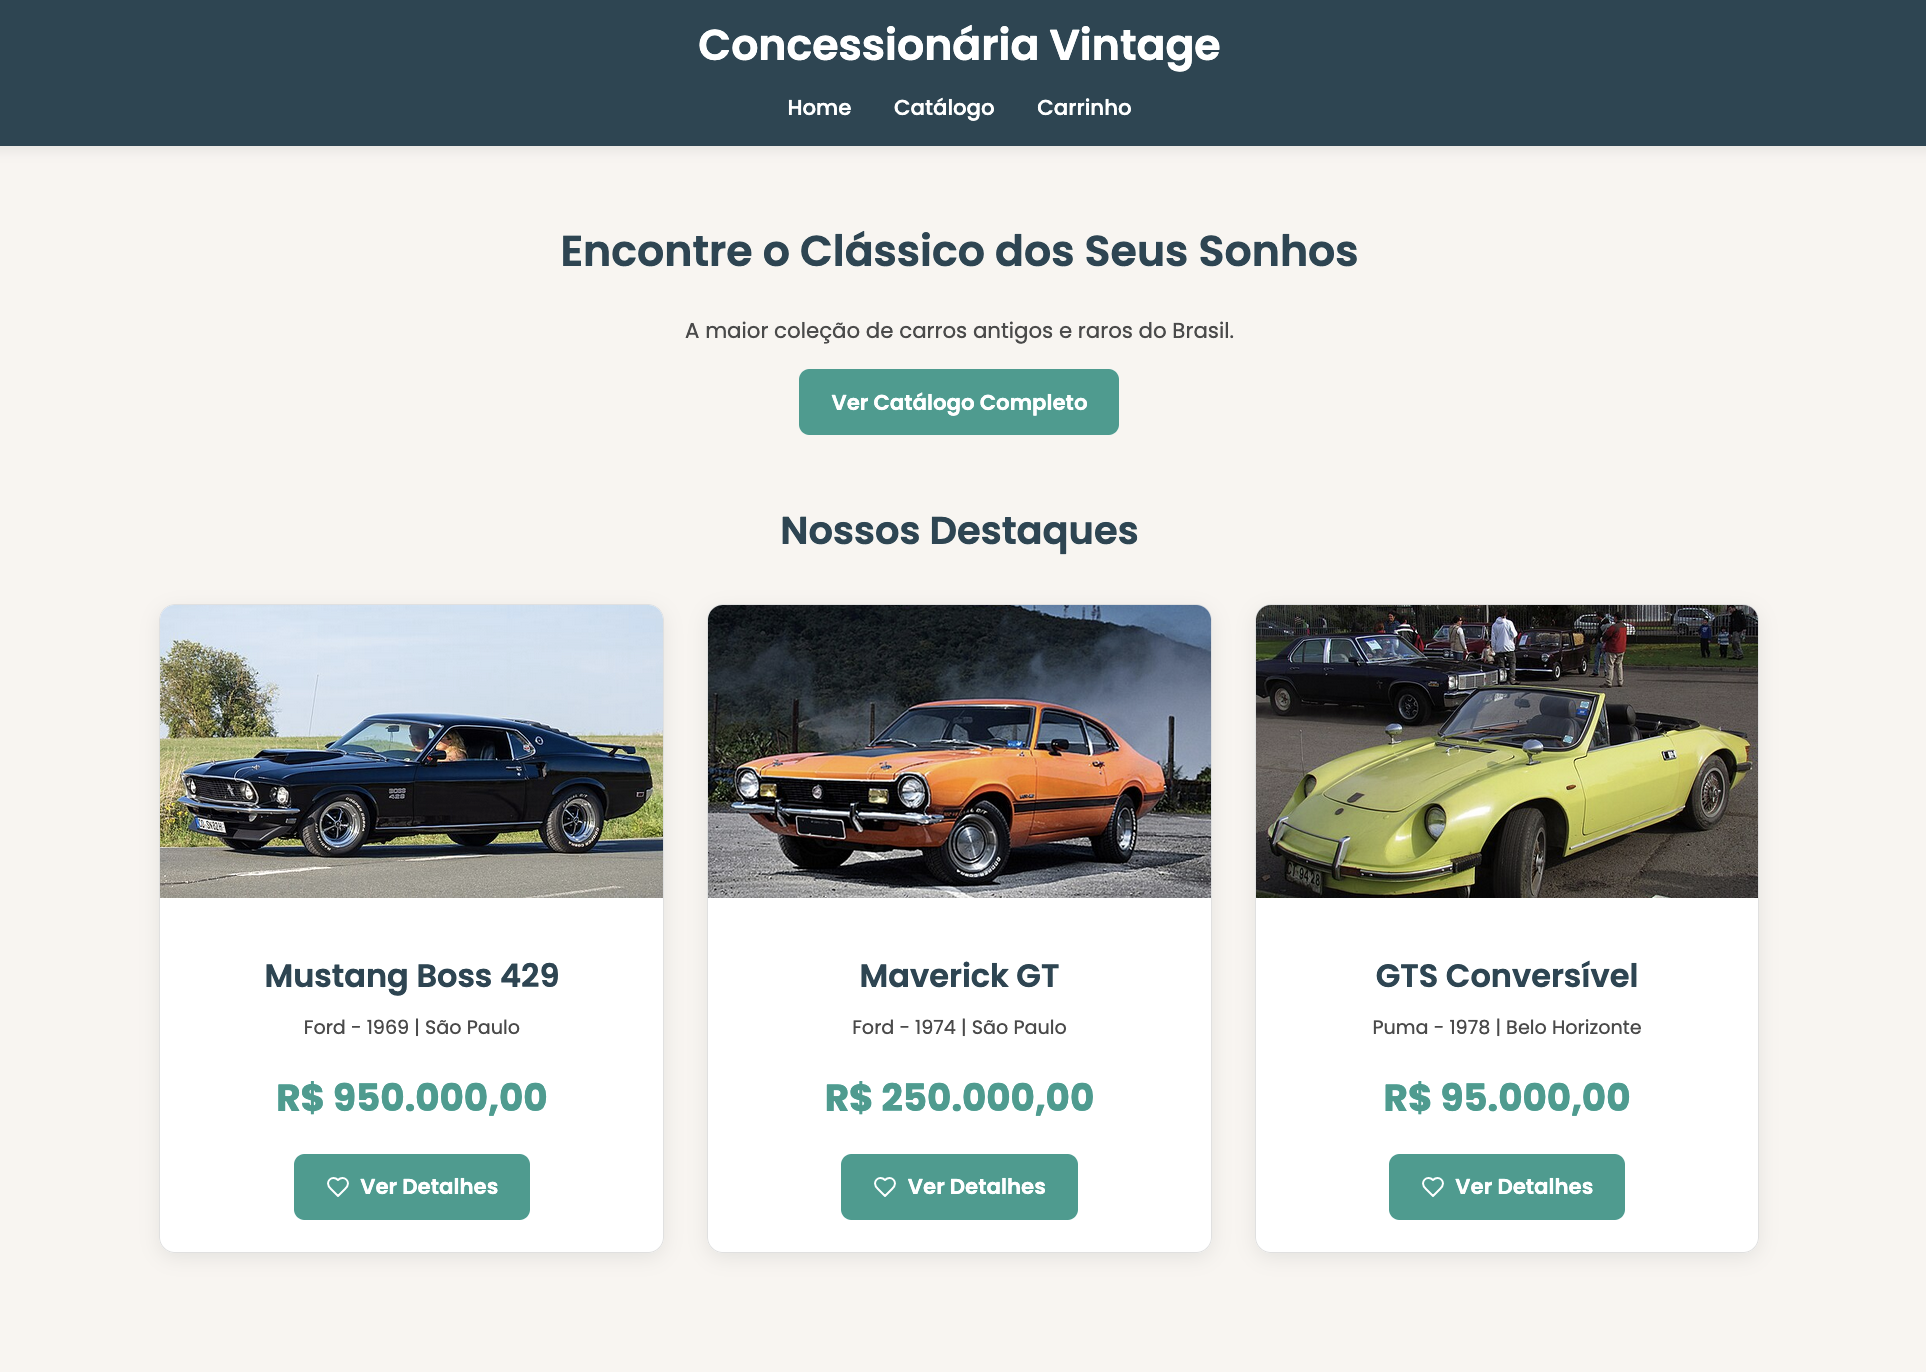 Concessionária Vintage
Home Catálogo Carrinho
Encontre o Clássico dos Seus Sonhos
A maior coleção de carros antigos e raros do Brasil.
Ver Catálogo Completo
Nossos Destaques
BOSS
429
Mustang Boss 429
Ford - 1969 | São Paulo
R$ 950.000,00
Ver Detalhes
Maverick GT
Ford - 1974 | São Paulo
R$ 250.000,00
Ver Detalhes
GTS Conversível
Puma - 1978 | Belo Horizonte
R$ 95.000,00
Ver Detalhes